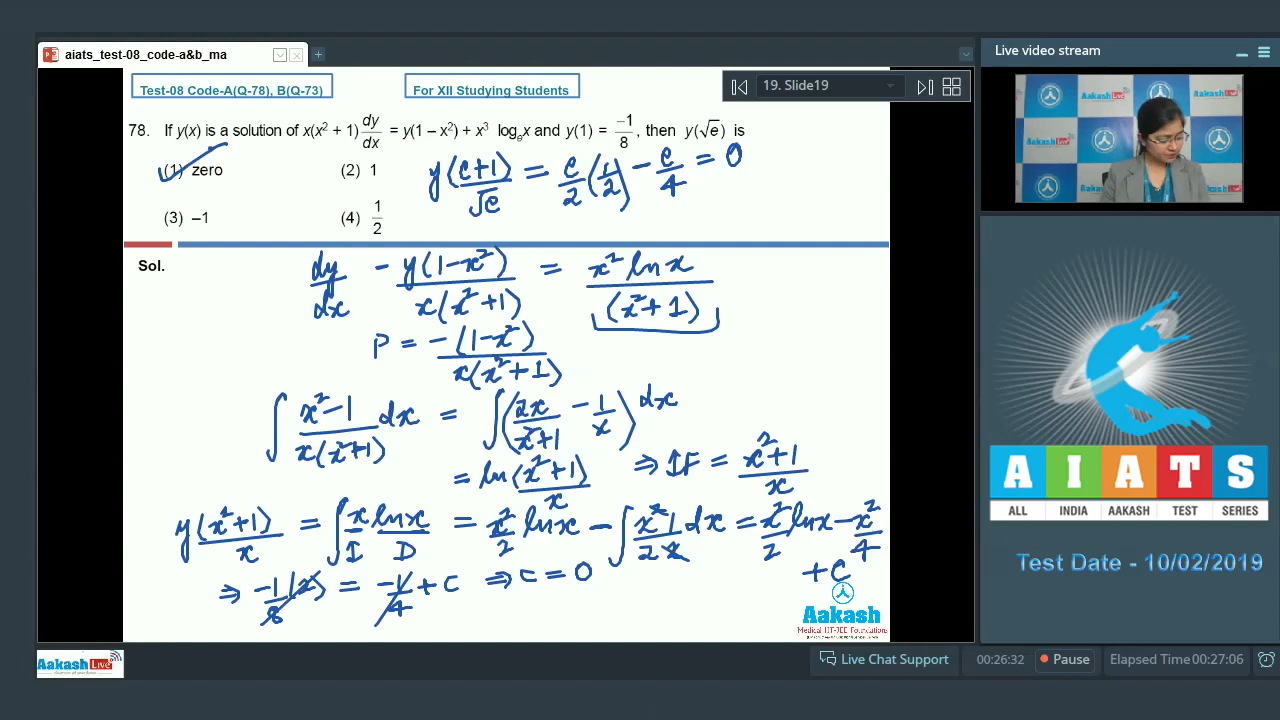 aiats_test-08_code-a&b_ma
Live video stream
Test-08 Code-A(Q-78), B(Q-73)
For XII Studying Students
19. Slide19
78. If y(x) is a solution of x(x² + 1) dy/dx = y(1 – x²) + x³ logₑx and y(1) = –1/8, then y(√e) is
(1) zero
(2) 1
y(e+1)/√e = e/2 (1/2) - e/4 = 0
(3) –1
(4) 1/2
Sol.
dy/dx - y(1-x²)/x(x²+1) = x² ln x/(x²+1)
P = -(1-x²)/x(x²+1)
∫ x²-1/x(x²+1) dx = ∫(2x/x²+1 - 1/x) dx
= ln (x²+1)/x ⇒ IF = x²+1/x
y(x²+1)/x = ∫ x ln x = x²/2 ln x - ∫ x²/2 1/x dx = x²/2 ln x - x²/4 + C
I D
⇒ -1/8 (2) = -1/4 + C ⇒ C = 0
Aakash
Medical|IIT-JEE|Foundations
AIATS
ALL INDIA AAKASH TEST SERIES
Test Date - 10/02/2019
Aakash Live
Live Chat Support
00:26:32
Pause
Elapsed Time 00:27:06